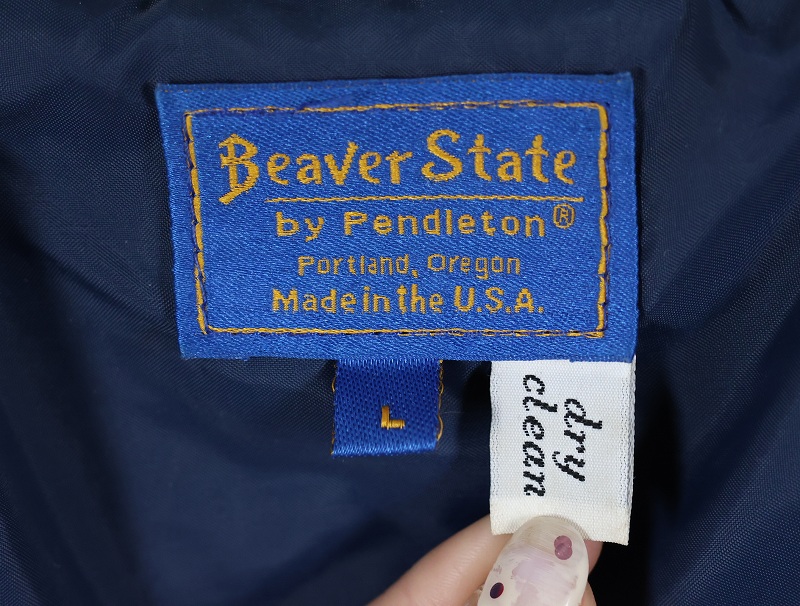 Beaver State
by Pendleton®
Portland, Oregon
Made in the U.S.A.
L
dry
clean